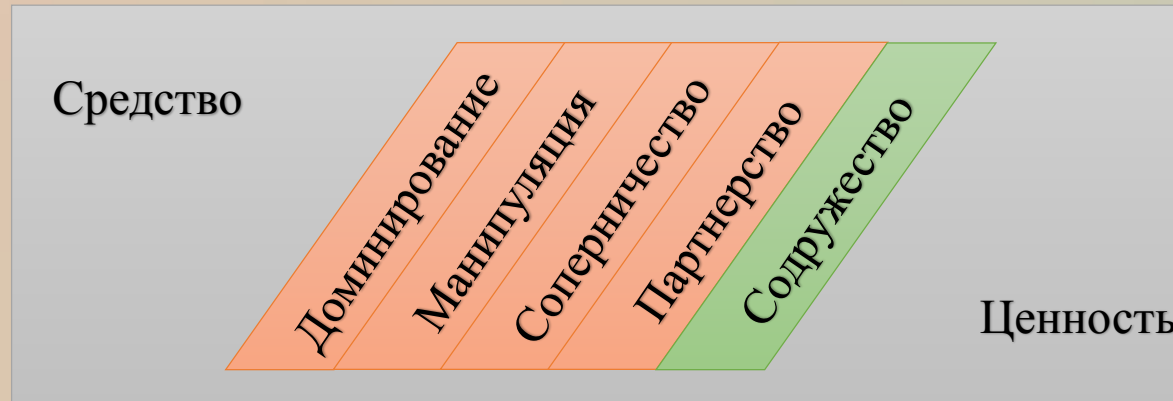 Средство
Доминирование
Манипуляция
Соперничество
Партнерство
Содружество
Ценность